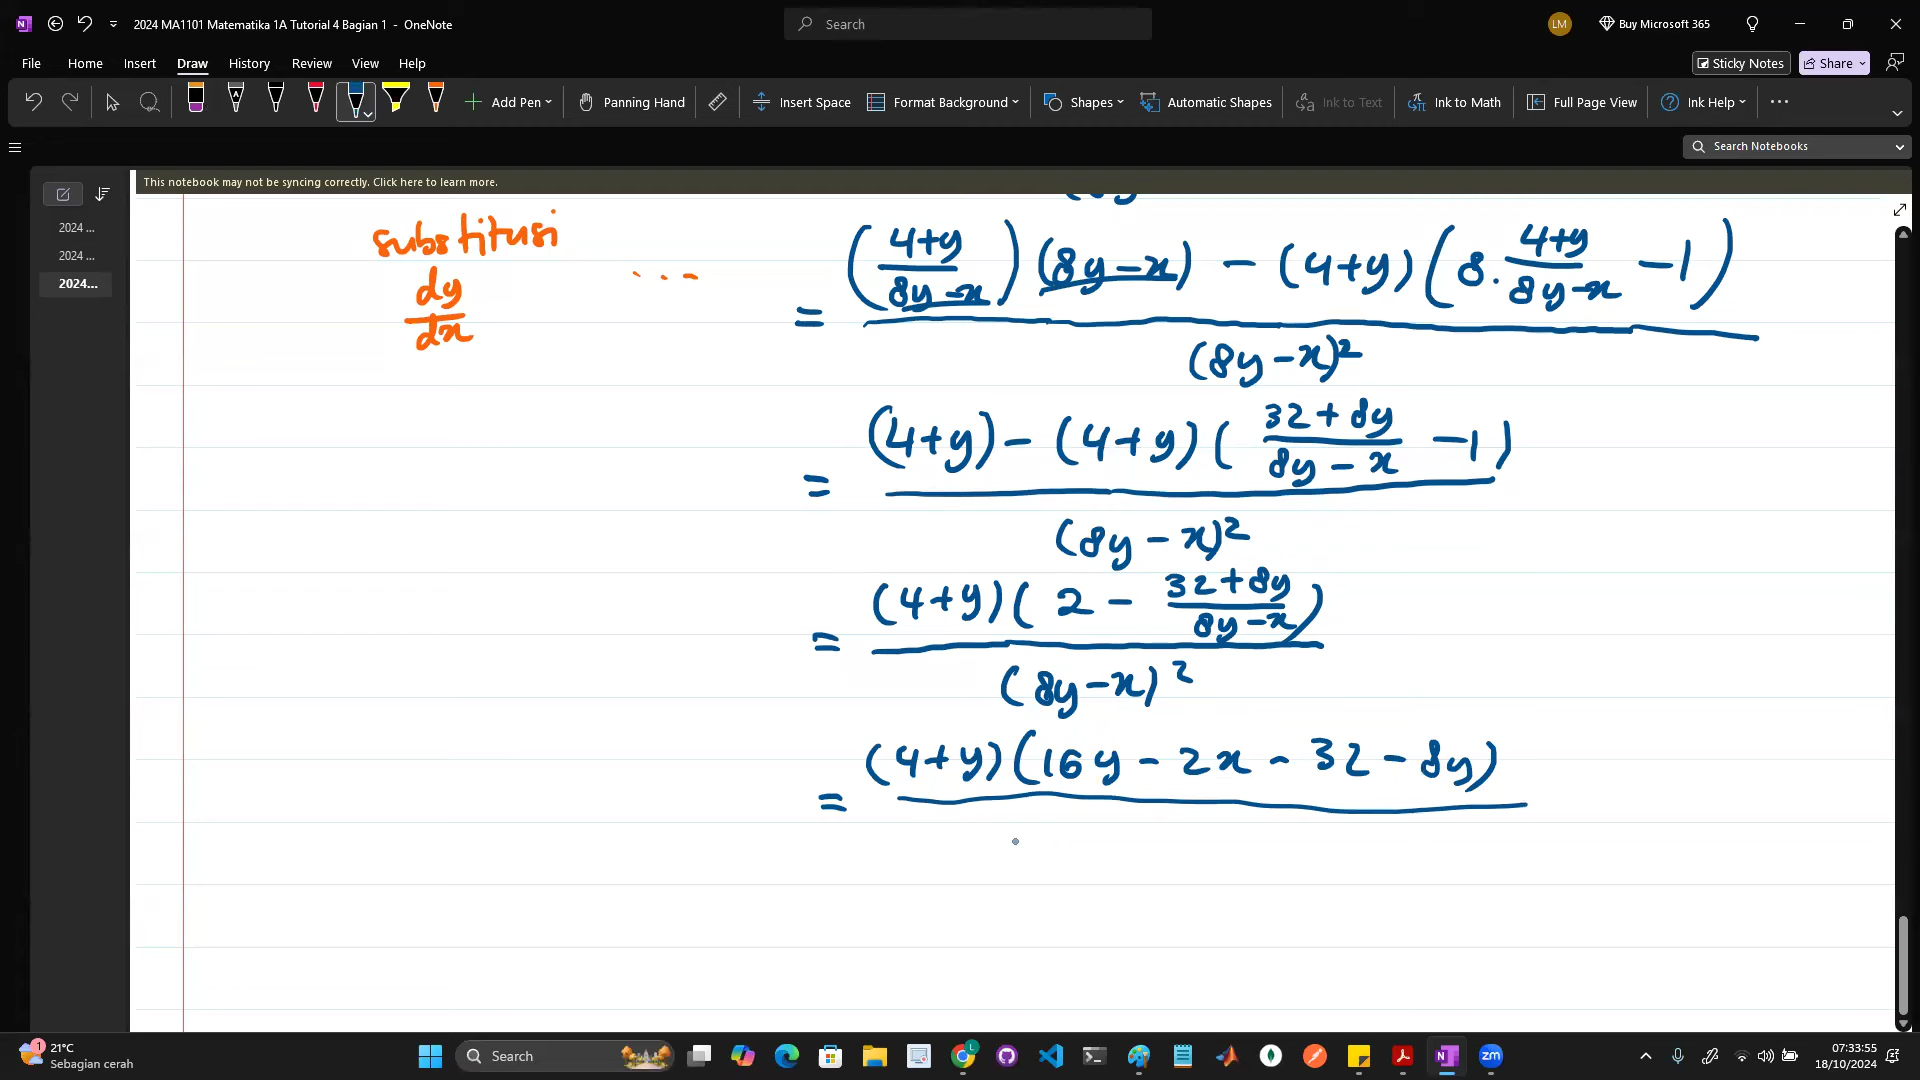 2024 MA1101 Matematika 1A Tutorial 4 Bagian 1 - OneNote
Search
LM
Buy Microsoft 365
File Home Insert Draw History Review View Help
Sticky Notes
Share
Add Pen
Panning Hand
Insert Space
Format Background
Shapes
Automatic Shapes
Ink to Text
Ink to Math
Full Page View
Ink Help
Search Notebooks
This notebook may not be syncing correctly. Click here to learn more.
2024 ...
2024 ...
2024...
substitusi
dy
dx
...
= ((4+y)/(8y-x)) (8y-x) - (4+y)(8 . (4+y)/(8y-x) - 1)
(8y-x)²
= (4+y) - (4+y)((32+8y)/(8y-x) - 1)
(8y-x)²
= (4+y)(2 - (32+8y)/(8y-x))
(8y-x)²
= (4+y)(16y - 2x - 32 - 8y)
1
21°C
Sebagian cerah
Search
07:33:55
18/10/2024